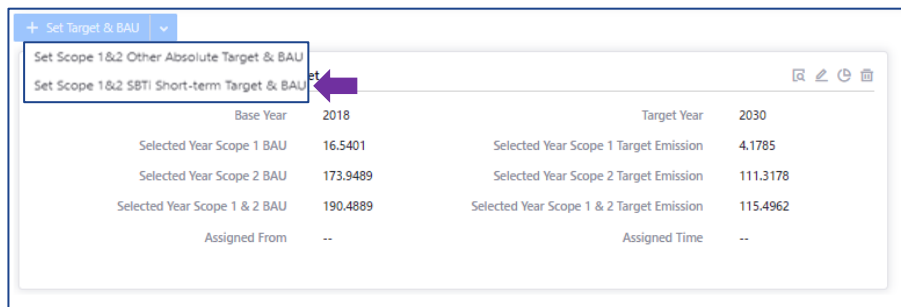 + Set Target & BAU
Set Scope 1&2 Other Absolute Target & BAU
Set Scope 1&2 SBTi Short-term Target & BAU
Base Year 2018 Target Year 2030
Selected Year Scope 1 BAU 16.5401 Selected Year Scope 1 Target Emission 4.1785
Selected Year Scope 2 BAU 173.9489 Selected Year Scope 2 Target Emission 111.3178
Selected Year Scope 1 & 2 BAU 190.4889 Selected Year Scope 1 & 2 Target Emission 115.4962
Assigned From -- Assigned Time --